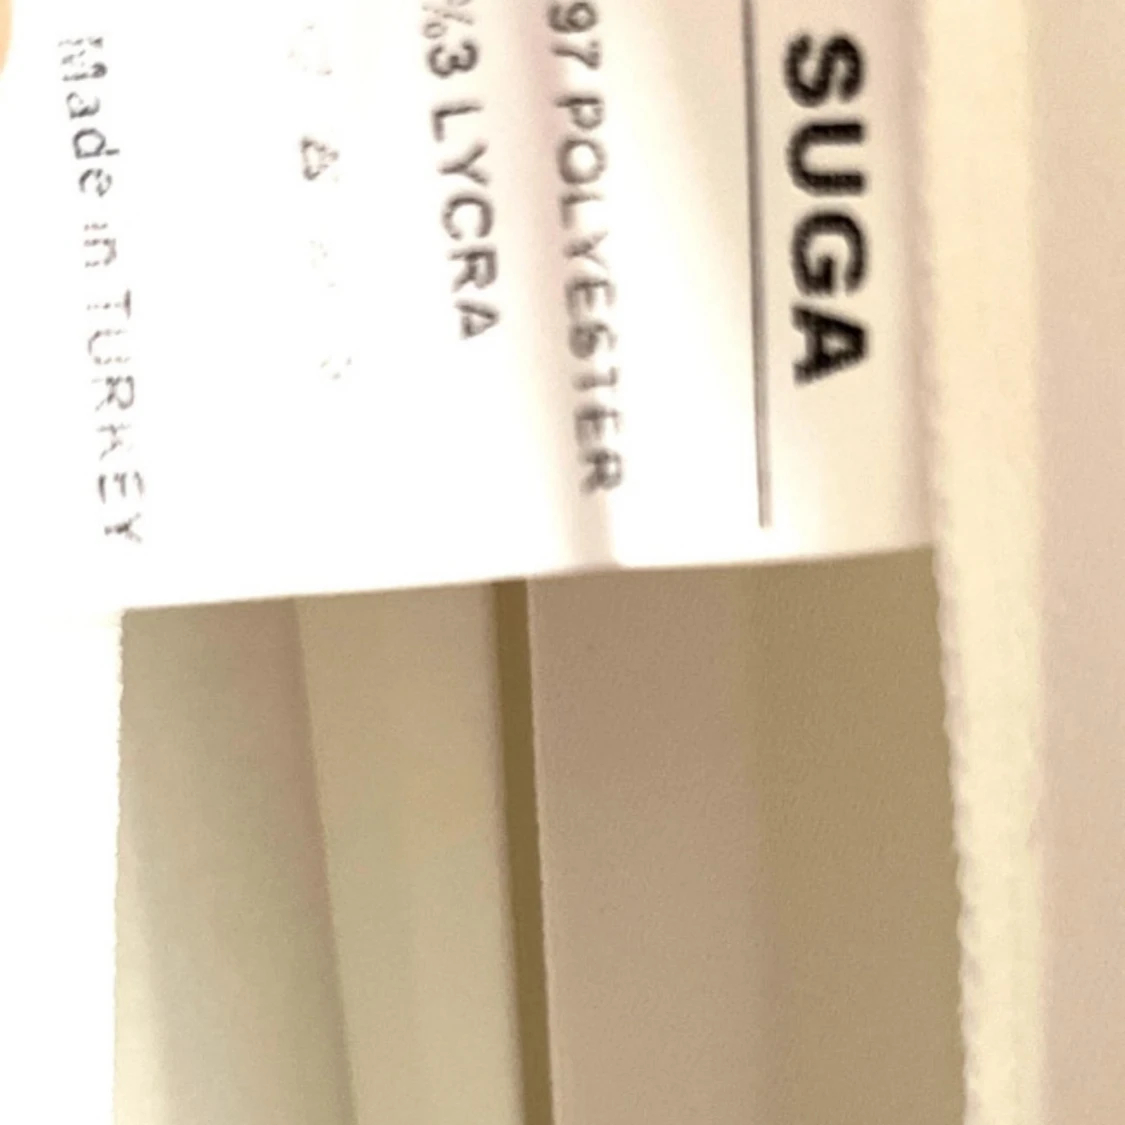 SUGA
97 POLYESTER
%3 LYCRA
Made in TURKEY